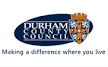 DURHAM
COUNTY
COUNCIL
Making a difference where you live